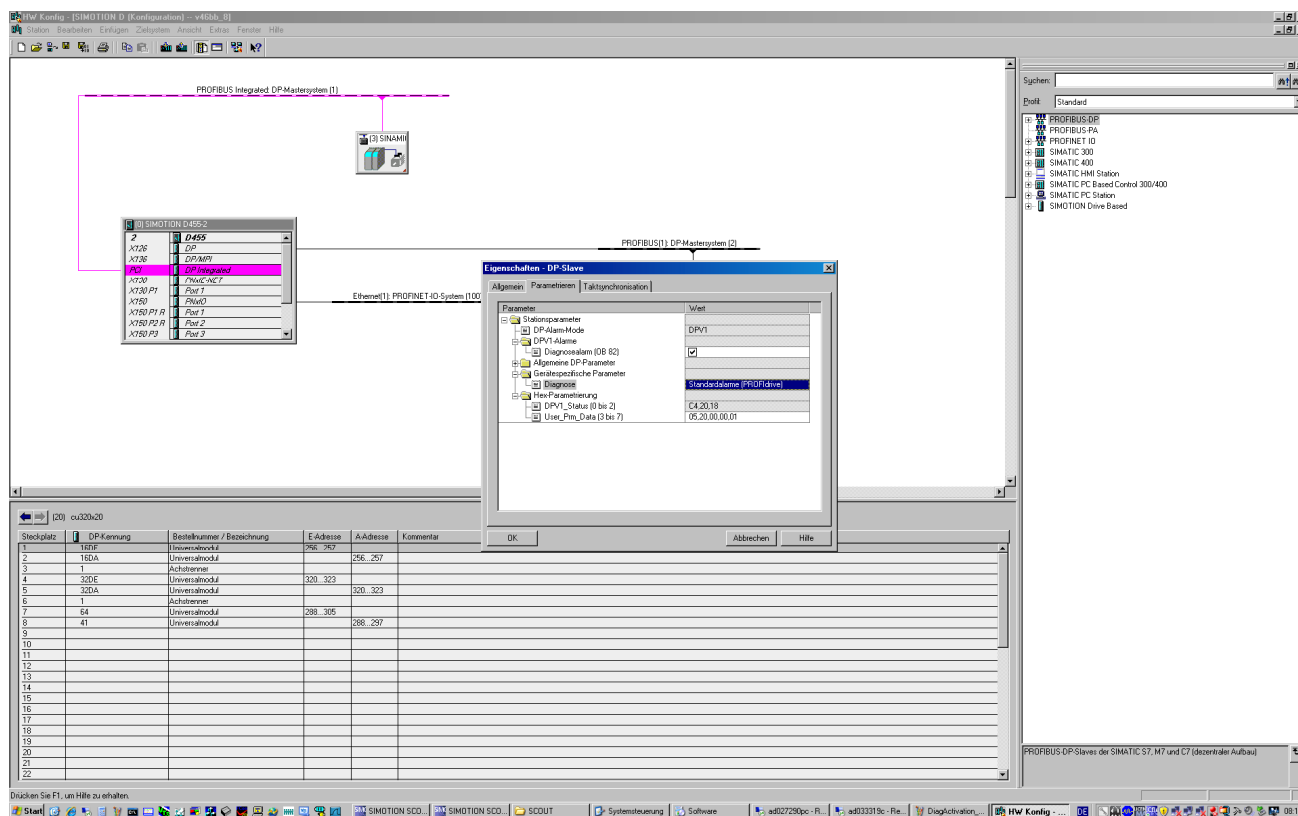 HW Konfig - [SIMOTION D (Konfiguration) -- v46bb_II]
Station Bearbeiten Einfügen Zielsystem Ansicht Extras Fenster Hilfe
PROFIBUS Integrated: DP-Mastersystem (1)
(3) SINAMI
(0) SIMOTION D455-2
2 D455
X126 DP
X136 DP/MPI
PCI DP Integrated
X130 PNxIE-NET
X130 P1 Port 1
X150 PNxIO
X150 P1 R Port 1
X150 P2 R Port 2
X150 P3 Port 3
PROFIBUS(1): DP-Mastersystem (2)
Ethernet(1): PROFINET-IO-System (100)
Eigenschaften - DP-Slave
Allgemein Parametrieren Taktsynchronisation
Parameter Wert
Stationsparameter
DP-Alarm-Mode DPV1
DPV1-Alarme
Diagnosealarm (OB 82)
Allgemeine DP-Parameter
Gerätespezifische Parameter
Diagnose Standardalarme (PROFIdrive)
Hex-Parametrierung
DPV1_Status (0 bis 2) C4,20,18
User_Prm_Data (3 bis 7) 05,20,00,00,01
OK Abbrechen Hilfe
Suchen:
Profil: Standard
PROFIBUS-DP
PROFIBUS-PA
PROFINET IO
SIMATIC 300
SIMATIC 400
SIMATIC HMI Station
SIMATIC PC Based Control 300/400
SIMATIC PC Station
SIMOTION Drive Based
PROFIBUS-DP-Slaves der SIMATIC S7, M7 und C7 (dezentraler Aufbau)
(20) cu320x20
Steckplatz DP-Kennung Bestellnummer / Bezeichnung E-Adresse A-Adresse Kommentar
1 16DE Universalmodul 256...257
2 16DA Universalmodul 256...257
3 1 Achstrenner
4 32DE Universalmodul 320...323
5 32DA Universalmodul 320...323
6 1 Achstrenner
7 64 Universalmodul 288...305
8 41 Universalmodul 288...297
9
10
11
12
13
14
15
16
17
18
19
20
21
22
Drücken Sie F1, um Hilfe zu erhalten.
Start SIMOTION SCO... SIMOTION SCO... SCOUT Systemsteuerung Software ad027290pc - R... ad033319c - Re... DiagActivation_... HW Konfig - ... DE 08:1